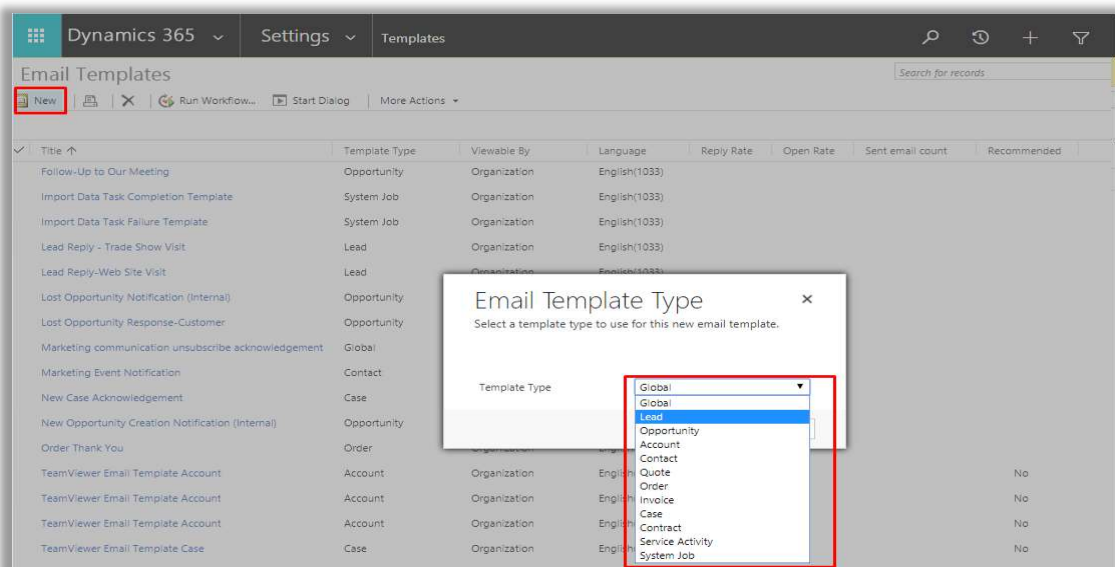 Dynamics 365 Settings Templates
Email Templates Search for records
New Run Workflow... Start Dialog More Actions
Title Template Type Viewable By Language Reply Rate Open Rate Sent email count Recommended
Follow-Up to Our Meeting Opportunity Organization English(1033)
Import Data Task Completion Template System Job Organization English(1033)
Import Data Task Failure Template System Job Organization English(1033)
Lead Reply - Trade Show Visit Lead Organization English(1033)
Lead Reply-Web Site Visit Lead Organization English(1033)
Lost Opportunity Notification (Internal) Opportunity
Lost Opportunity Response-Customer Opportunity
Marketing communication unsubscribe acknowledgement Global
Marketing Event Notification Contact
New Case Acknowledgement Case
New Opportunity Creation Notification (Internal) Opportunity
Order Thank You Order
TeamViewer Email Template Account Account Organization No
TeamViewer Email Template Account Account Organization No
TeamViewer Email Template Account Account Organization No
TeamViewer Email Template Case Case Organization No
Email Template Type
Select a template type to use for this new email template.
Template Type Global
Global
Lead
Opportunity
Account
Contact
Quote
Order
Invoice
Case
Contract
Service Activity
System Job